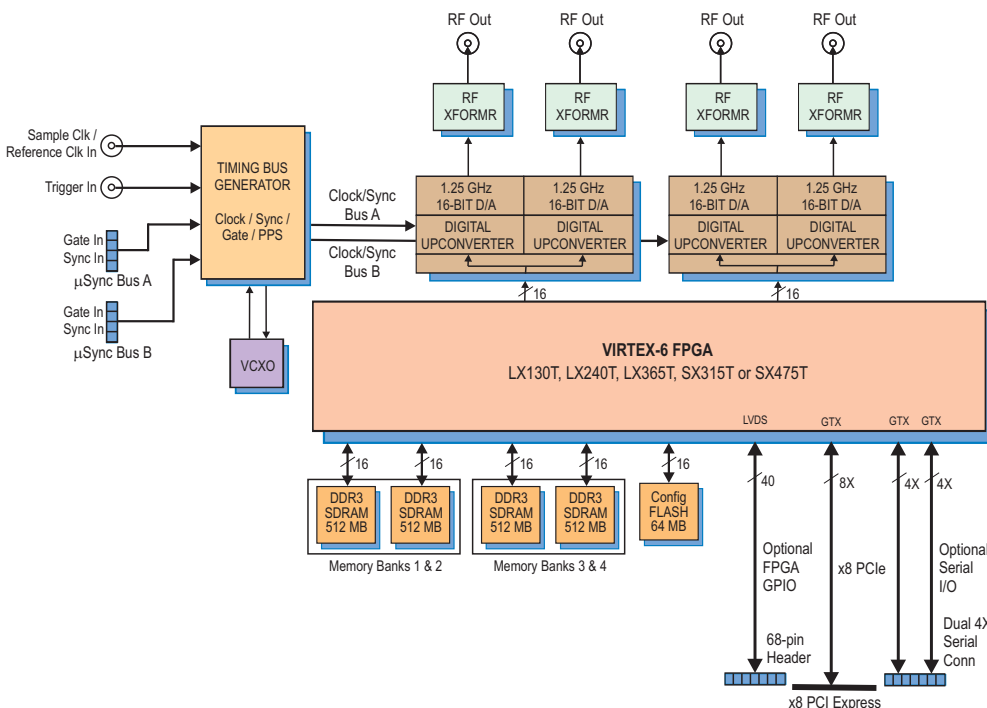 RF Out RF Out RF Out RF Out
RF
XFORMR
RF
XFORMR
RF
XFORMR
RF
XFORMR
Sample Clk /
Reference Clk In
Trigger In
Gate In
Sync In
µSync Bus A
Gate In
Sync In
µSync Bus B
TIMING BUS
GENERATOR
Clock / Sync /
Gate / PPS
VCXO
Clock/Sync
Bus A
Clock/Sync
Bus B
1.25 GHz
16-BIT D/A
1.25 GHz
16-BIT D/A
DIGITAL
UPCONVERTER
DIGITAL
UPCONVERTER
1.25 GHz
16-BIT D/A
1.25 GHz
16-BIT D/A
DIGITAL
UPCONVERTER
DIGITAL
UPCONVERTER
16
16
VIRTEX-6 FPGA
LX130T, LX240T, LX365T, SX315T or SX475T
LVDS GTX GTX GTX
16 16 16 16 16 40 8X 4X 4X
DDR3
SDRAM
512 MB
DDR3
SDRAM
512 MB
DDR3
SDRAM
512 MB
DDR3
SDRAM
512 MB
Config
FLASH
64 MB
Memory Banks 1 & 2
Memory Banks 3 & 4
Optional
FPGA
GPIO
x8 PCIe
Optional
Serial
I/O
68-pin
Header
Dual 4X
Serial
Conn
x8 PCI Express